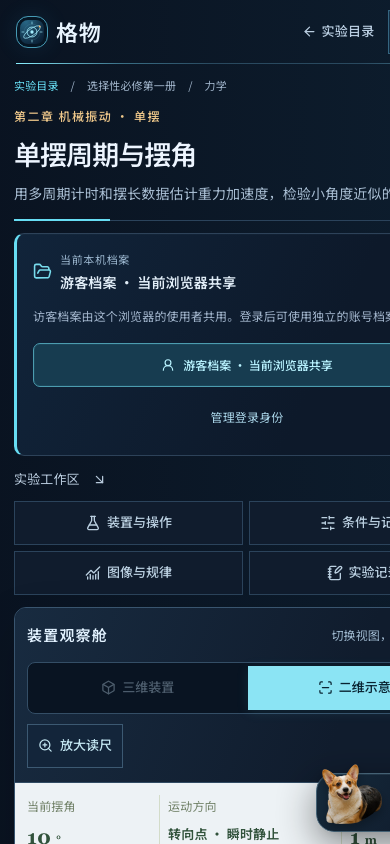 格物
实验目录
实验目录 / 选择性必修第一册 / 力学
第二章 机械振动 · 单摆
单摆周期与摆角
用多周期计时和摆长数据估计重力加速度，检验小角度近似的
当前本机档案
游客档案 · 当前浏览器共享
访客档案由这个浏览器的使用者共用。登录后可使用独立的账号档案
游客档案 · 当前浏览器共享
管理登录身份
实验工作区
装置与操作
条件与记
图像与规律
实验记
装置观察舱
切换视图，
三维装置
二维示意
放大读尺
当前摆角
运动方向
10 °
转向点 · 瞬时静止
1 m